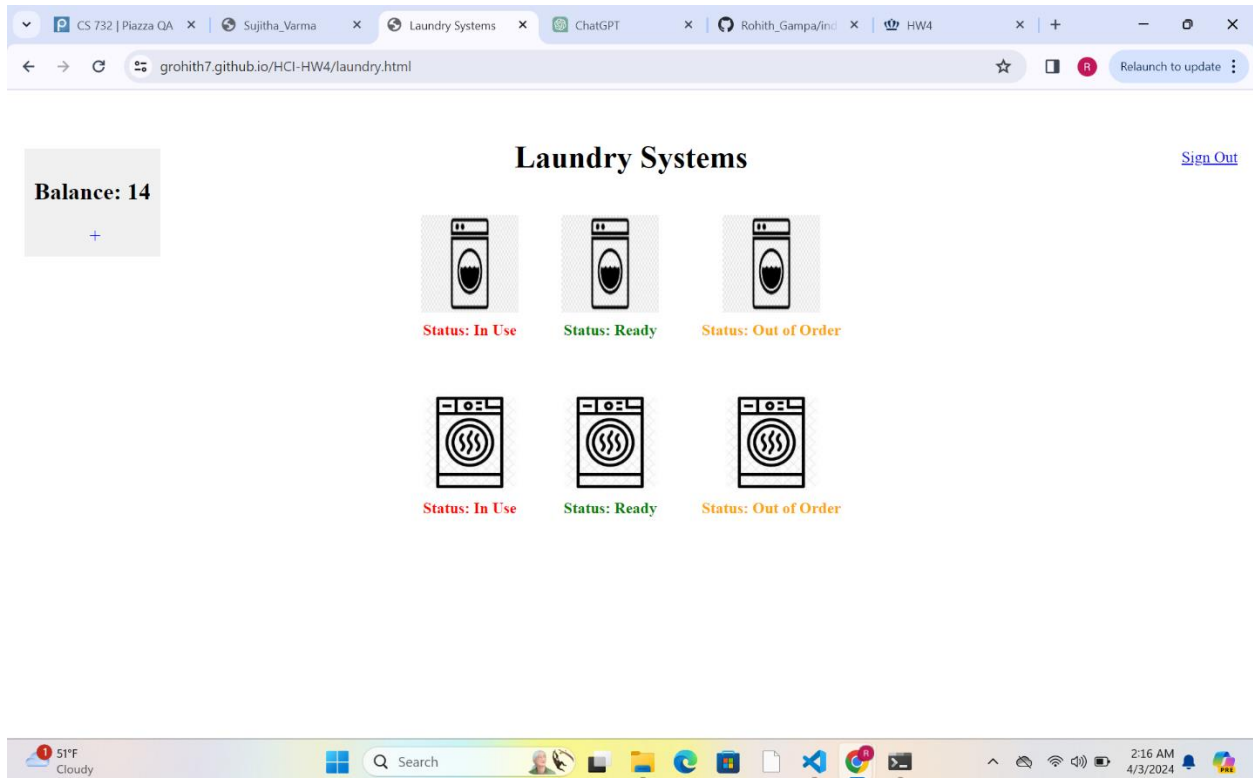 CS 732 | Piazza QA
Sujitha_Varma
Laundry Systems
ChatGPT
Rohith_Gampa/ind
HW4
grohith7.github.io/HCI-HW4/laundry.html
R
Relaunch to update
Laundry Systems
Sign Out
Balance: 14
+
Status: In Use
Status: Ready
Status: Out of Order
Status: In Use
Status: Ready
Status: Out of Order
1
51°F
Cloudy
Search
R
2:16 AM
4/3/2024
PRE